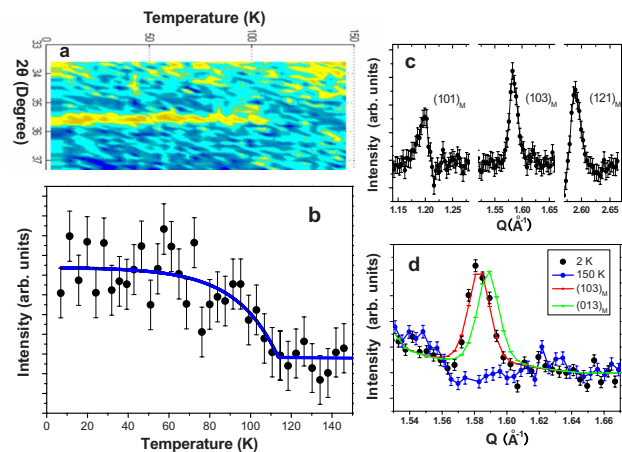 Temperature (K)
0 50 100 150
a
33
34
35
36
37
2θ (Degree)
b
Intensity (arb. units)
0 20 40 60 80 100 120 140
Temperature (K)
c
(101)M
(103)M
(121)M
Intensity (arb. units)
1.15 1.20 1.25 1.55 1.60 1.65 2.60 2.65
Q (Å-1)
d
2 K
150 K
(103)M
(013)M
Intensity (arb. units)
1.54 1.56 1.58 1.60 1.62 1.64 1.66
Q (Å-1)